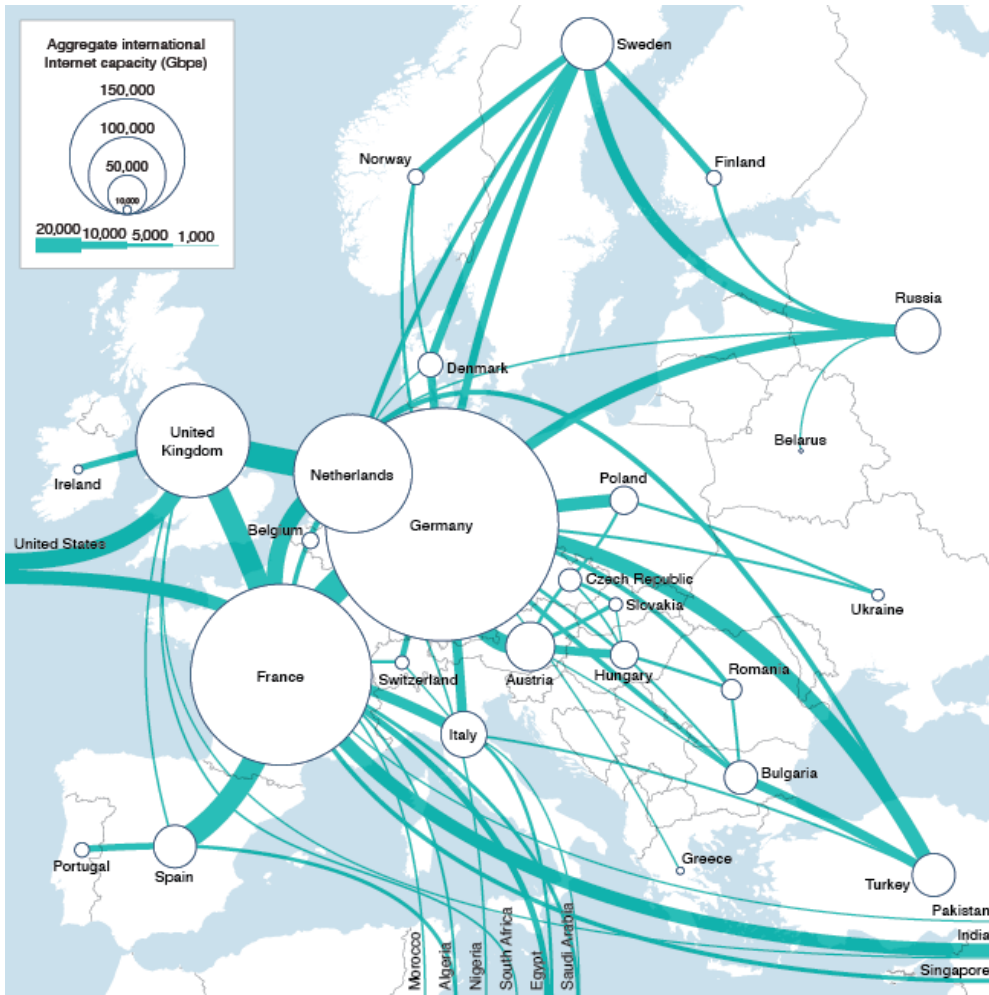 Aggregate international
Internet capacity (Gbps)
150,000
100,000
50,000
10,000
20,000
10,000
5,000
1,000
Sweden
Norway
Finland
Russia
Denmark
United
Kingdom
Netherlands
Belarus
Ireland
Poland
Belgium
Germany
United States
Czech Republic
Slovakia
Ukraine
France
Switzerland
Austria
Hungary
Romania
Italy
Bulgaria
Portugal
Spain
Greece
Turkey
Pakistan
India
Singapore
Morocco
Algeria
Nigeria
South Africa
Egypt
Saudi Arabia